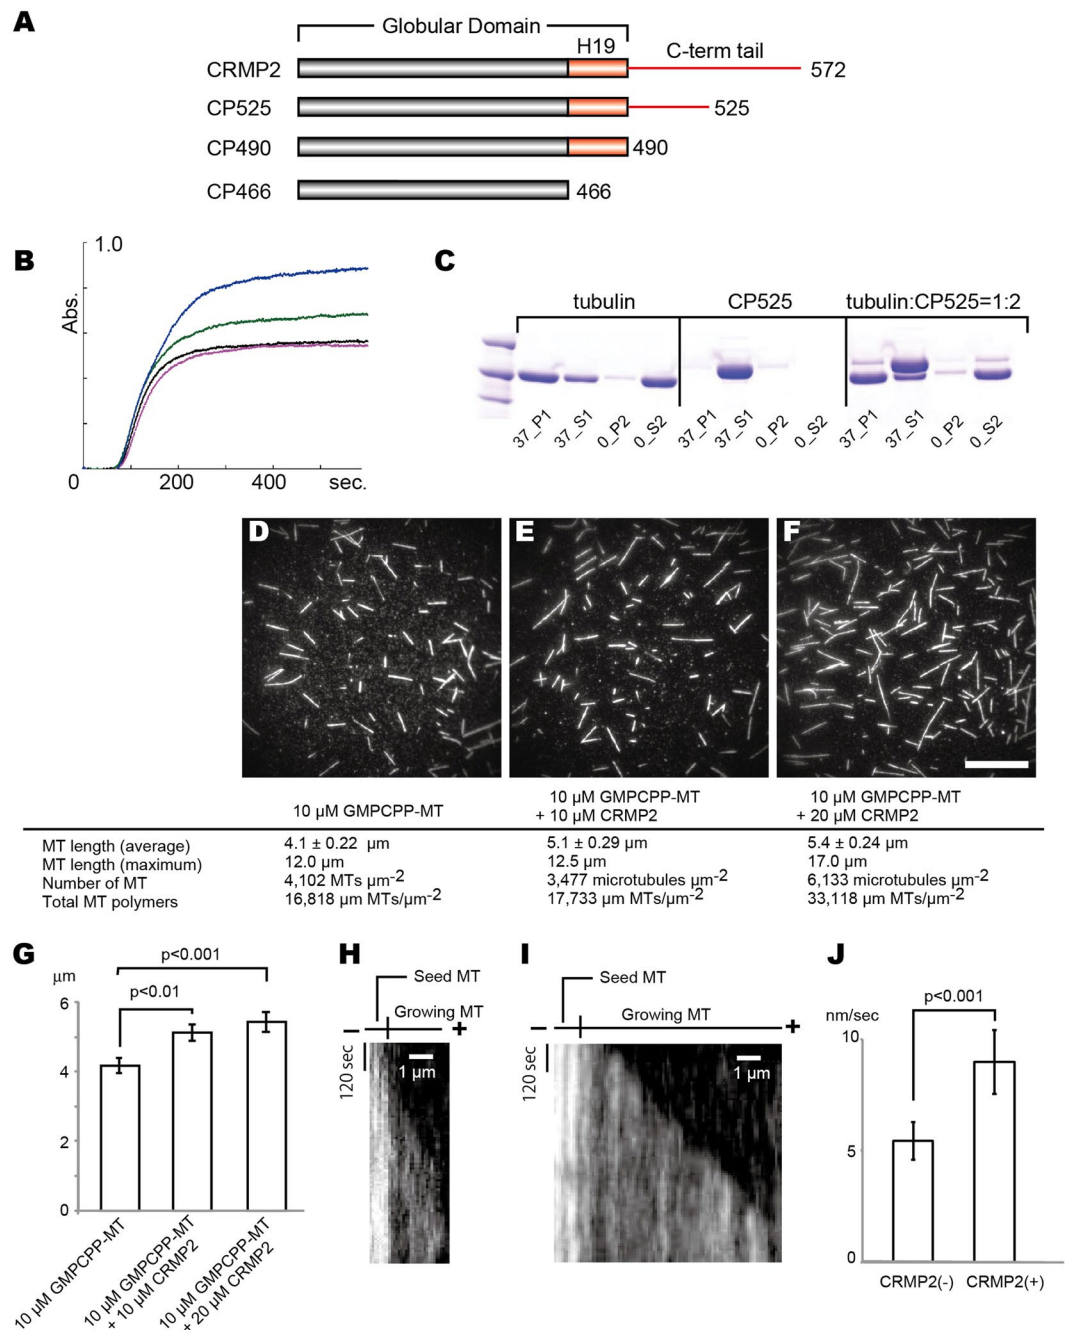 A
Globular Domain
H19
C-term tail
CRMP2
572
CP525
525
CP490
490
CP466
466
B
1.0
Abs.
0
200
400
sec.
C
tubulin
CP525
tubulin:CP525=1:2
37_P1
37_S1
0_P2
0_S2
37_P1
37_S1
0_P2
0_S2
37_P1
37_S1
0_P2
0_S2
D
E
F
10 µM GMPCPP-MT
10 µM GMPCPP-MT
+ 10 µM CRMP2
10 µM GMPCPP-MT
+ 20 µM CRMP2
MT length (average) 4.1 ± 0.22 µm 5.1 ± 0.29 µm 5.4 ± 0.24 µm
MT length (maximum) 12.0 µm 12.5 µm 17.0 µm
Number of MT 4,102 MTs µm-2 3,477 microtubules µm-2 6,133 microtubules µm-2
Total MT polymers 16,818 µm MTs/µm-2 17,733 µm MTs/µm-2 33,118 µm MTs/µm-2
G
µm
p<0.001
p<0.01
6
4
2
0
10 µM GMPCPP-MT
10 µM GMPCPP-MT
+ 10 µM CRMP2
10 µM GMPCPP-MT
+ 20 µM CRMP2
H
Seed MT
Growing MT
− +
120 sec
1 µm
I
Seed MT
Growing MT
− +
120 sec
1 µm
J
p<0.001
nm/sec
10
5
0
CRMP2(-)
CRMP2(+)